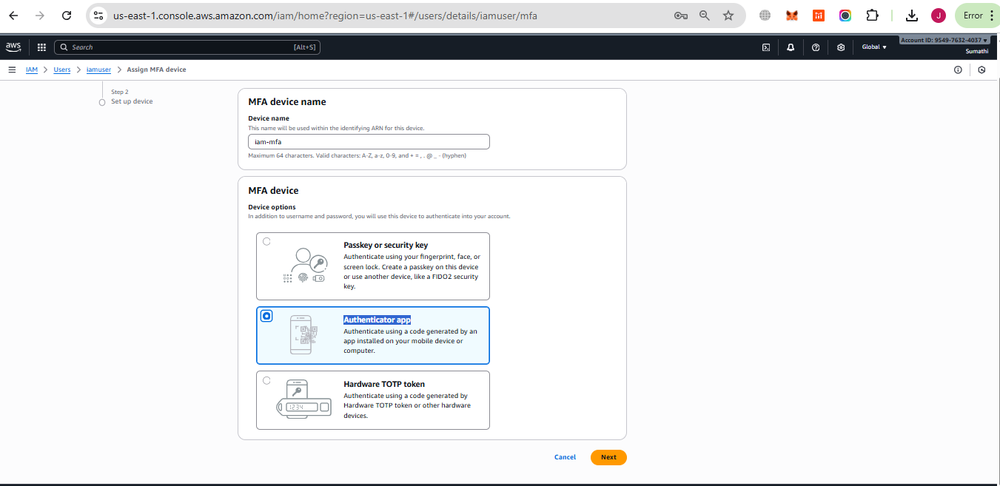 us-east-1.console.aws.amazon.com/iam/home?region=us-east-1#/users/details/iamuser/mfa
J
Error
aws
Search
[Alt+S]
Global
Account ID: 9549-7632-4037
Sumathi
IAM > Users > iamuser > Assign MFA device
Step 2
Set up device
MFA device name
Device name
This name will be used within the identifying ARN for this device.
iam-mfa
Maximum 64 characters. Valid characters: A-Z, a-z, 0-9, and + = , . @ _ - (hyphen)
MFA device
Device options
In addition to username and password, you will use this device to authenticate into your account.
Passkey or security key
Authenticate using your fingerprint, face, or
screen lock. Create a passkey on this device
or use another device, like a FIDO2 security
key.
Authenticator app
Authenticate using a code generated by an
app installed on your mobile device or
computer.
Hardware TOTP token
1234
Authenticate using a code generated by
Hardware TOTP token or other hardware
devices.
Cancel
Next